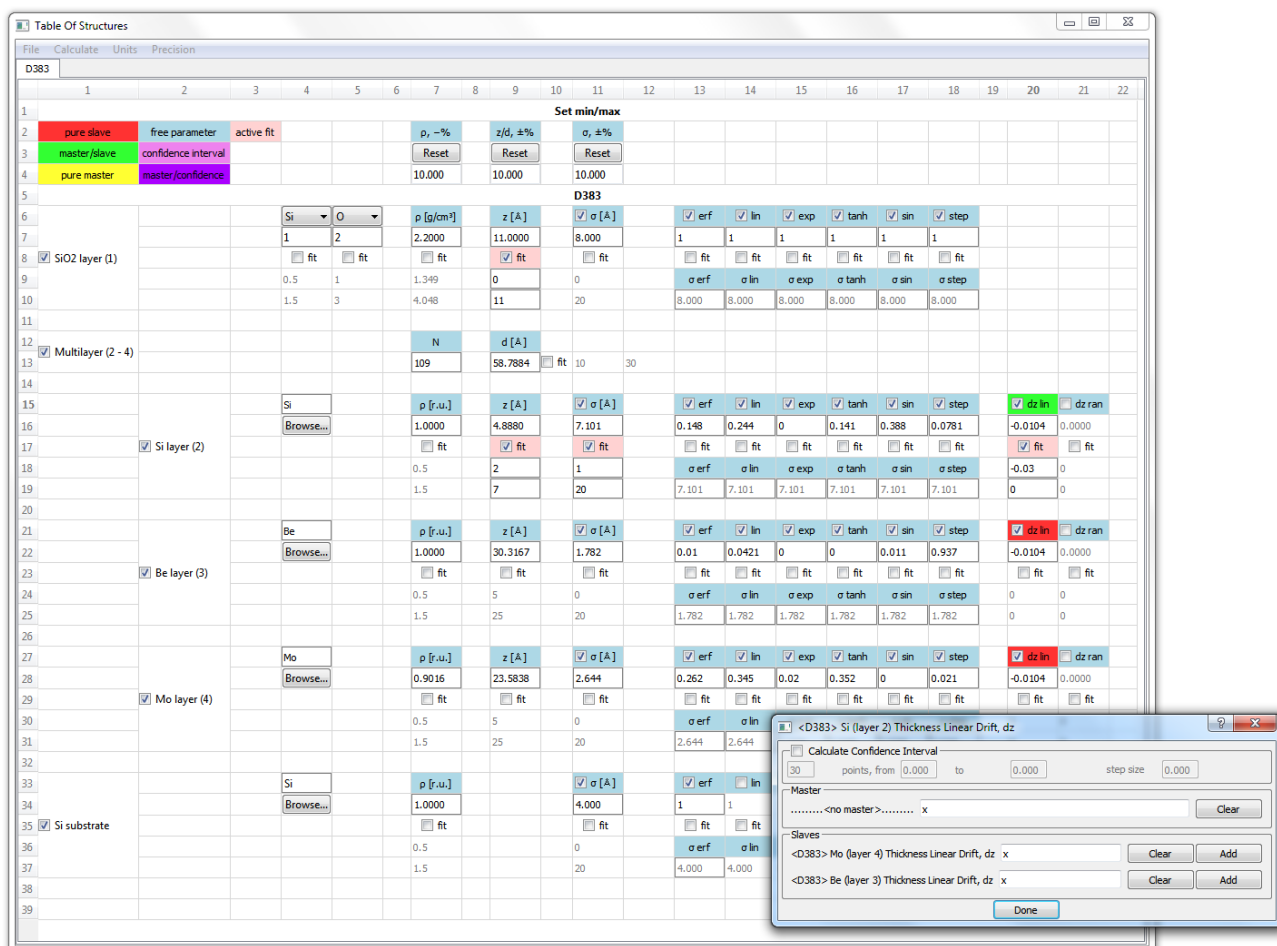 Table Of Structures
File Calculate Units Precision
D383
1 2 3 4 5 6 7 8 9 10 11 12 13 14 15 16 17 18 19 20 21 22
1 Set min/max
2 pure slave free parameter active fit ρ, −% z/d, ±% σ, ±%
3 master/slave confidence interval Reset Reset Reset
4 pure master master/confidence 10.000 10.000 10.000
5 D383
6 Si O ρ [g/cm³] z [Å] σ [Å] erf lin exp tanh sin step
7 1 2 2.2000 11.0000 8.000 1 1 1 1 1 1
8 SiO2 layer (1) fit fit fit fit fit fit fit fit fit fit fit
9 0.5 1 1.349 0 0 σ erf σ lin σ exp σ tanh σ sin σ step
10 1.5 3 4.048 11 20 8.000 8.000 8.000 8.000 8.000 8.000
11
12 N d [Å]
Multilayer (2 - 4)
13 109 58.7884 fit 10 30
14
15 Si ρ [r.u.] z [Å] σ [Å] erf lin exp tanh sin step dz lin dz ran
16 Browse... 1.0000 4.8880 7.101 0.148 0.244 0 0.141 0.388 0.0781 -0.0104 0.0000
17 Si layer (2) fit fit fit fit fit fit fit fit fit fit fit
18 0.5 2 1 σ erf σ lin σ exp σ tanh σ sin σ step -0.03 0
19 1.5 7 20 7.101 7.101 7.101 7.101 7.101 7.101 0 0
20
21 Be ρ [r.u.] z [Å] σ [Å] erf lin exp tanh sin step dz lin dz ran
22 Browse... 1.0000 30.3167 1.782 0.01 0.0421 0 0 0.011 0.937 -0.0104 0.0000
23 Be layer (3) fit fit fit fit fit fit fit fit fit fit fit
24 0.5 5 0 σ erf σ lin σ exp σ tanh σ sin σ step 0 0
25 1.5 25 20 1.782 1.782 1.782 1.782 1.782 1.782 0 0
26
27 Mo ρ [r.u.] z [Å] σ [Å] erf lin exp tanh sin step dz lin dz ran
28 Browse... 0.9016 23.5838 2.644 0.262 0.345 0.02 0.352 0 0.021 -0.0104 0.0000
29 Mo layer (4) fit fit fit fit fit fit fit fit fit fit fit
30 0.5 5 0 σ erf σ lin
31 1.5 25 20 2.644 2.644
32
33 Si ρ [r.u.] σ [Å] erf lin
34 Browse... 1.0000 4.000 1 1
35 Si substrate fit fit fit fit
36 0.5 0 σ erf σ lin
37 1.5 20 4.000 4.000
38
39
<D383> Si (layer 2) Thickness Linear Drift, dz
Calculate Confidence Interval
30 points, from 0.000 to 0.000 step size 0.000
Master
.........<no master>......... x Clear
Slaves
<D383> Mo (layer 4) Thickness Linear Drift, dz x Clear Add
<D383> Be (layer 3) Thickness Linear Drift, dz x Clear Add
Done